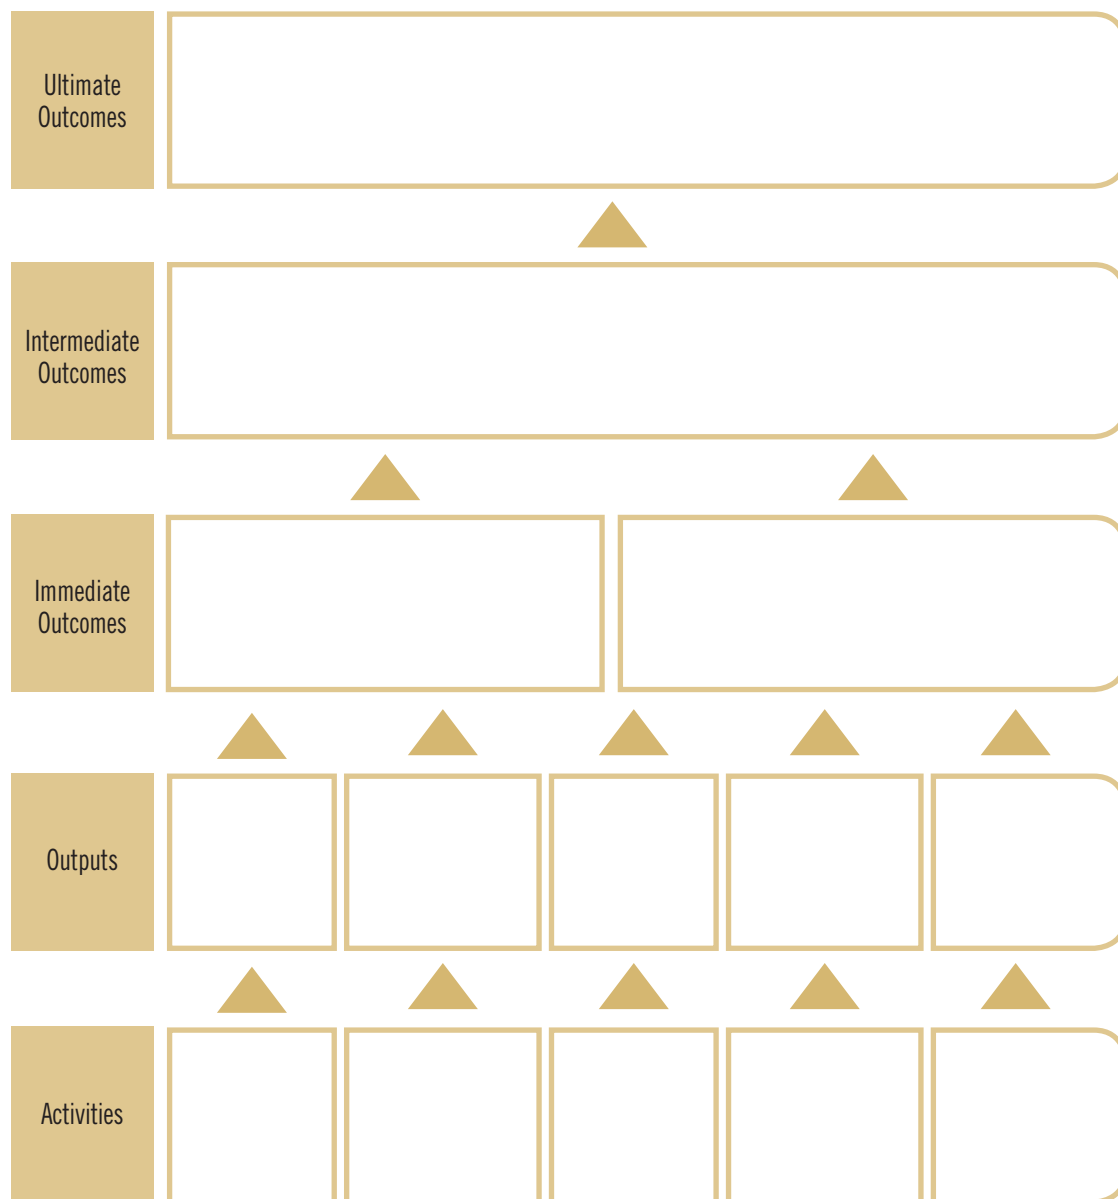 Ultimate
Outcomes
Intermediate
Outcomes
Immediate
Outcomes
Outputs
Activities